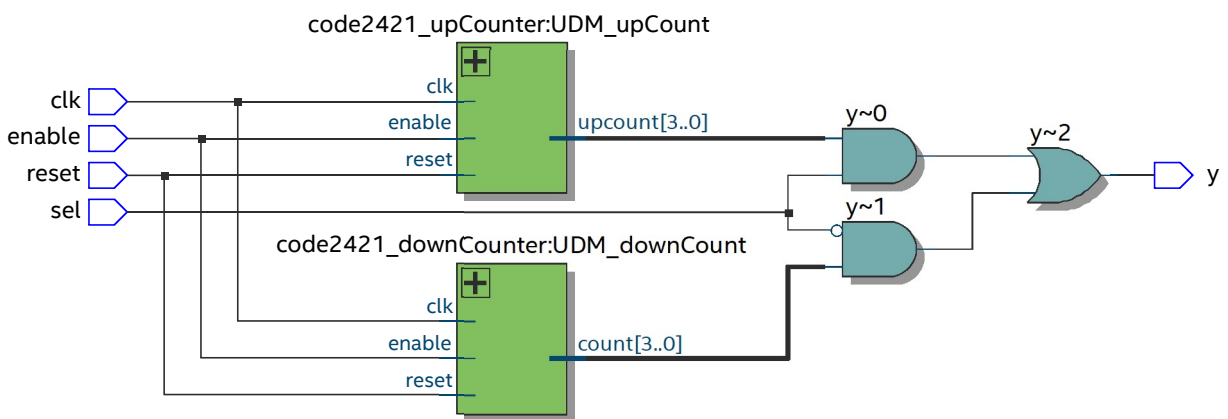 code2421_upCounter:UDM_upCount
clk
enable
reset
upcount[3..0]
clk
enable
reset
sel
y~0
y~1
y~2
y
code2421_downCounter:UDM_downCount
clk
enable
reset
count[3..0]